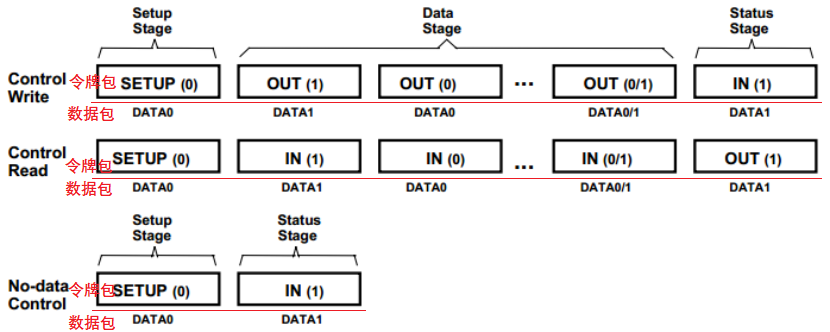 Setup Stage
Data Stage
Status Stage
Control Write
令牌包
SETUP (0) OUT (1) OUT (0) ... OUT (0/1) IN (1)
数据包
DATA0 DATA1 DATA0 DATA0/1 DATA1
Control Read
令牌包
SETUP (0) IN (1) IN (0) ... IN (0/1) OUT (1)
数据包
DATA0 DATA1 DATA0 DATA0/1 DATA1
Setup Stage
Status Stage
No-data Control
令牌包
SETUP (0) IN (1)
数据包
DATA0 DATA1